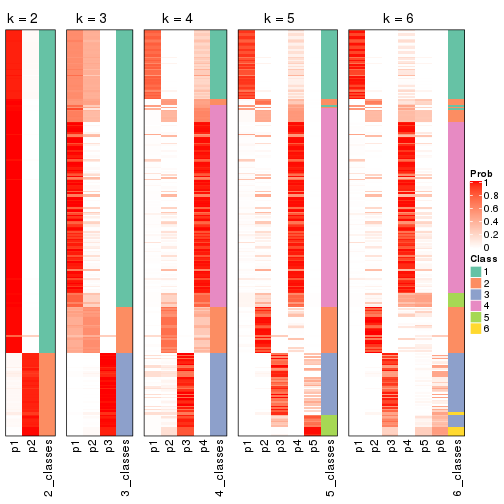 k = 2
k = 3
k = 4
k = 5
k = 6
p1
p2
2_classes
p1
p2
p3
3_classes
p1
p2
p3
p4
4_classes
p1
p2
p3
p4
p5
5_classes
p1
p2
p3
p4
p5
p6
6_classes
Prob
1
0.8
0.6
0.4
0.2
0
Class
1
2
3
4
5
6